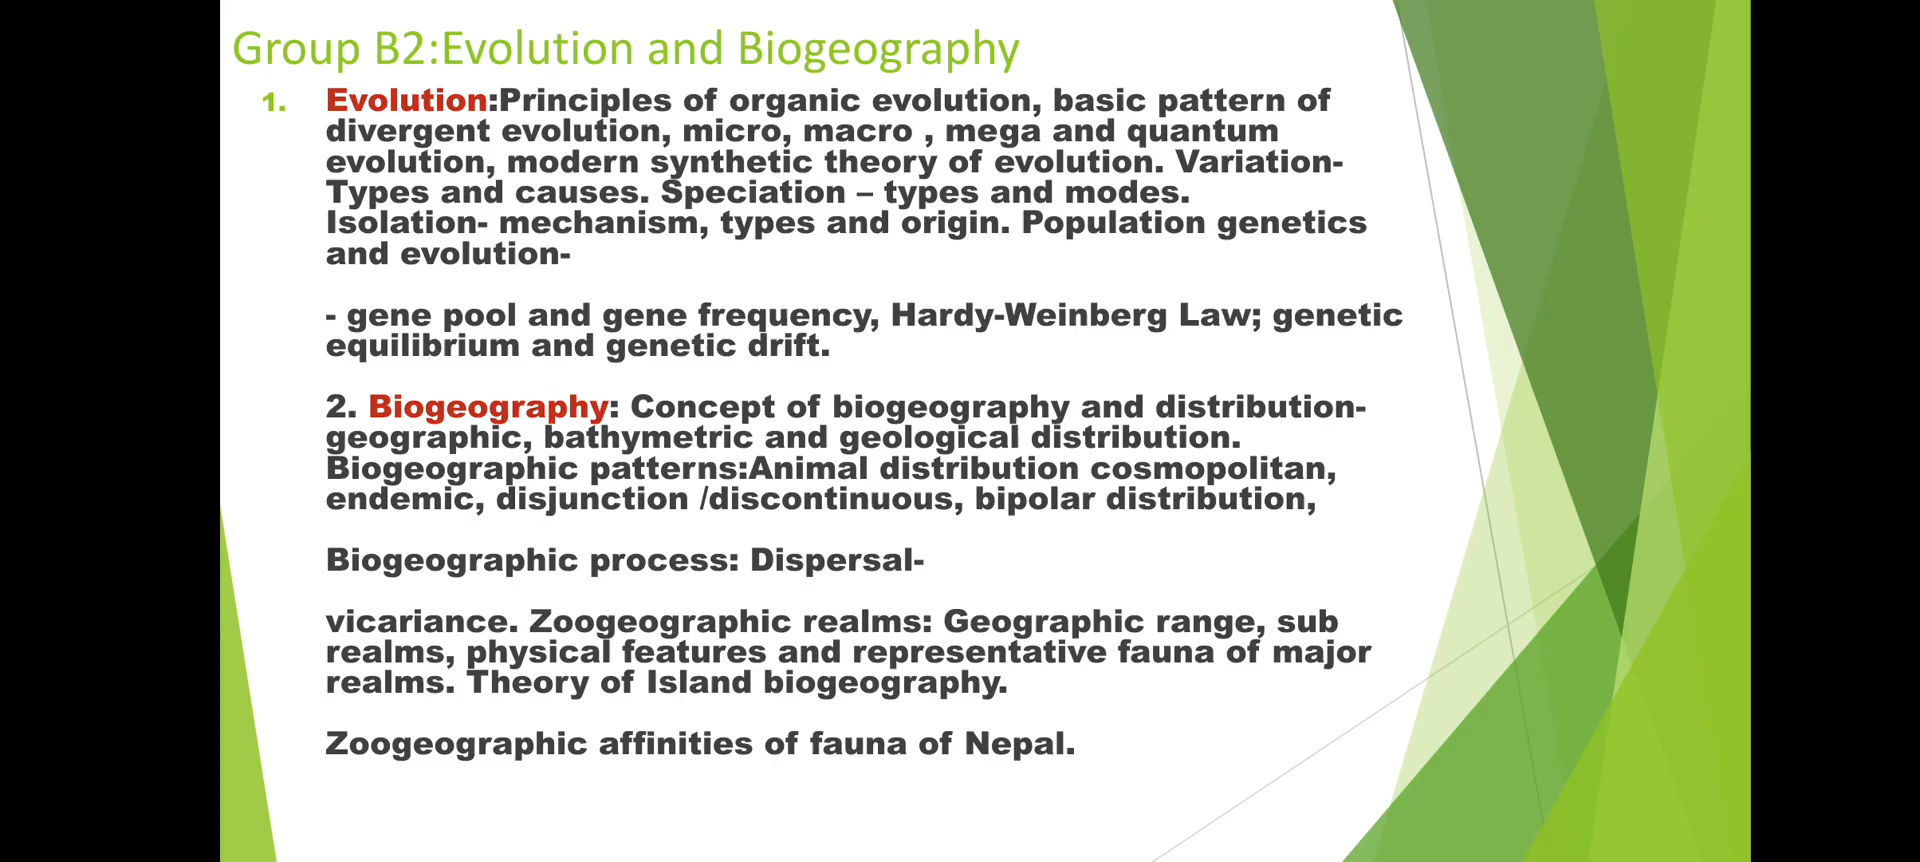 Group B2:Evolution and Biogeography
1. Evolution:Principles of organic evolution, basic pattern of
divergent evolution, micro, macro , mega and quantum
evolution, modern synthetic theory of evolution. Variation-
Types and causes. Speciation – types and modes.
Isolation- mechanism, types and origin. Population genetics
and evolution-
- gene pool and gene frequency, Hardy-Weinberg Law; genetic
equilibrium and genetic drift.
2. Biogeography: Concept of biogeography and distribution-
geographic, bathymetric and geological distribution.
Biogeographic patterns:Animal distribution cosmopolitan,
endemic, disjunction /discontinuous, bipolar distribution,
Biogeographic process: Dispersal-
vicariance. Zoogeographic realms: Geographic range, sub
realms, physical features and representative fauna of major
realms. Theory of Island biogeography.
Zoogeographic affinities of fauna of Nepal.